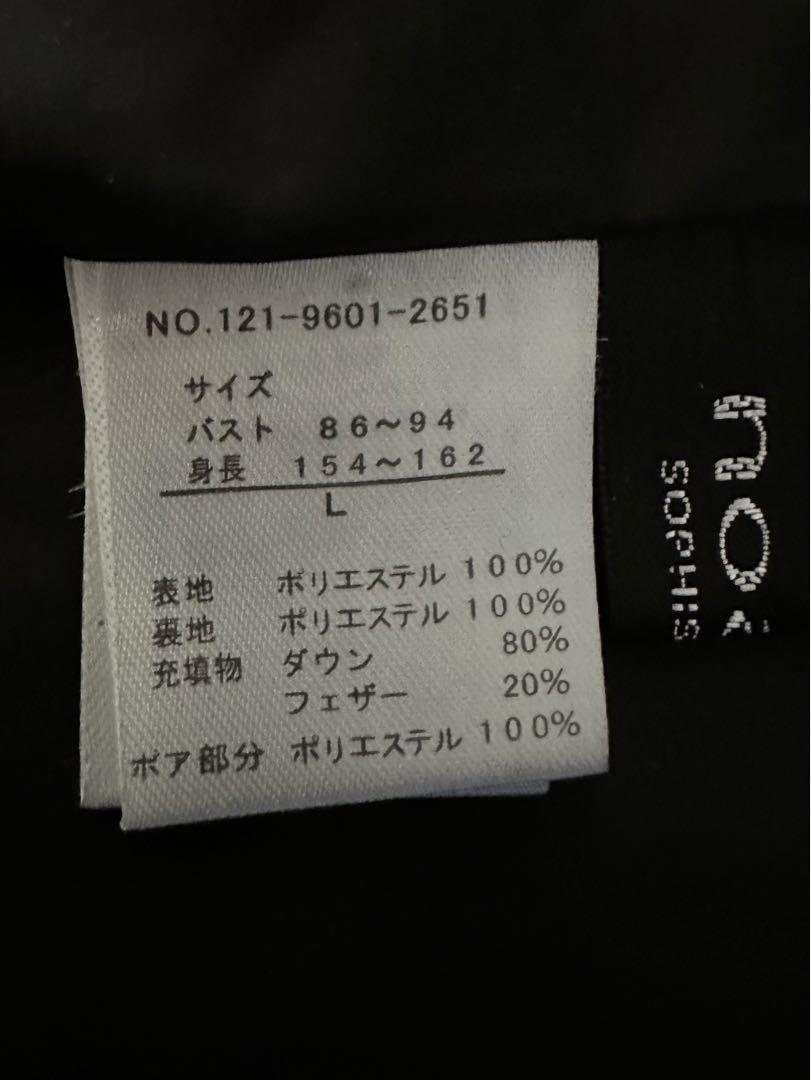 NO.121-9601-2651
サイズ
バスト 86～94
身長 154～162
L
表地 ポリエステル 100%
裏地 ポリエステル 100%
充填物 ダウン 80%
フェザー 20%
ボア部分 ポリエステル 100%
no
SOPHIS